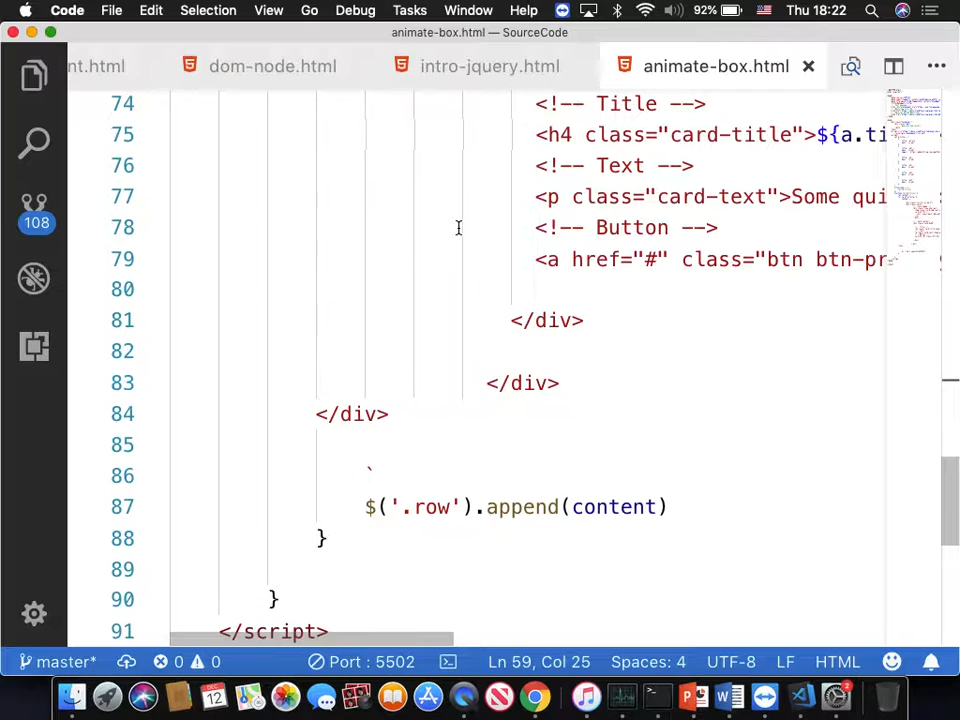 Code File Edit Selection View Go Debug Tasks Window Help 92% Thu 18:22
animate-box.html — SourceCode
nt.html dom-node.html intro-jquery.html animate-box.html
74 <!-- Title -->
75 <h4 class="card-title">${a.ti
76 <!-- Text -->
77 <p class="card-text">Some qui
78 <!-- Button -->
79 <a href="#" class="btn btn-pr
80
81 </div>
82
83 </div>
84 </div>
85
86 `
87 $('.row').append(content)
88 }
89
90 }
91 </script>
108
master* 0 0 Port : 5502 Ln 59, Col 25 Spaces: 4 UTF-8 LF HTML
12
2